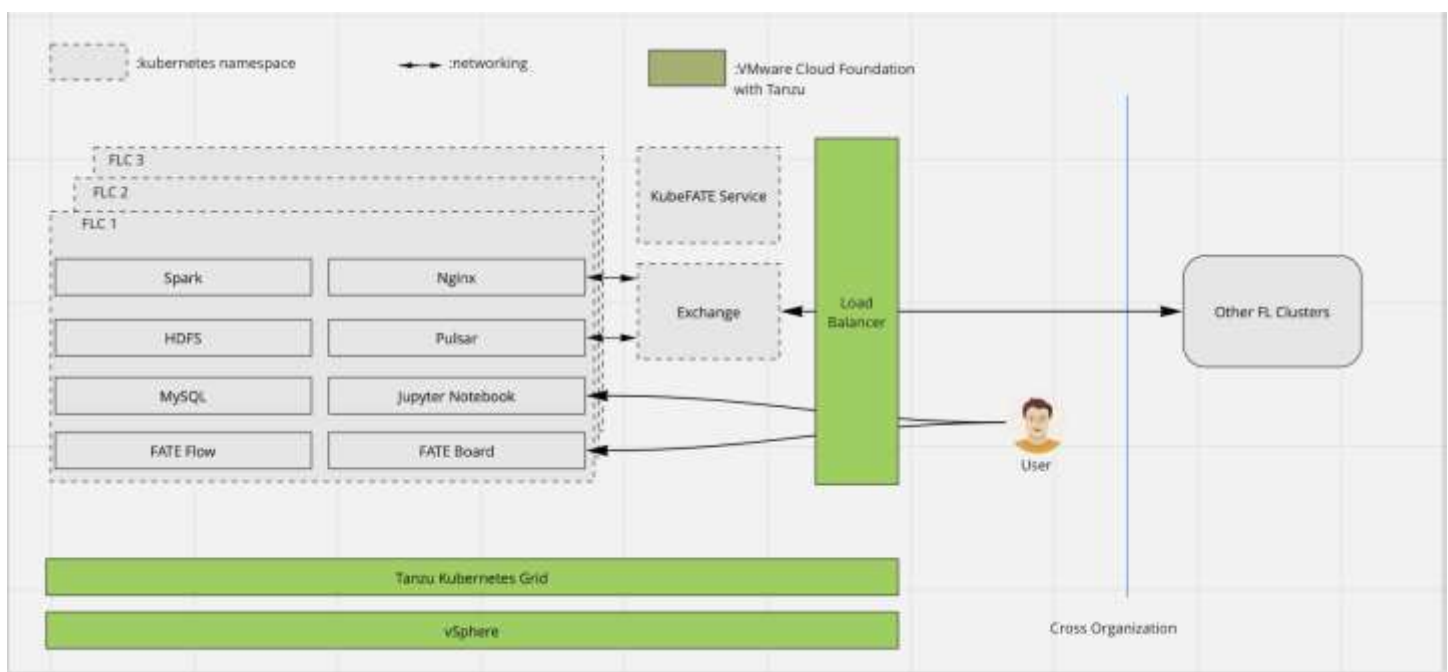 :kubernetes namespace
:networking
:VMware Cloud Foundation
with Tanzu
FLC 3
FLC 2
FLC 1
KubeFATE Service
Spark
Nginx
HDFS
Pulsar
MySQL
Jupyter Notebook
FATE Flow
FATE Board
Exchange
Load
Balancer
Other FL Clusters
User
Tanzu Kubernetes Grid
vSphere
Cross Organization